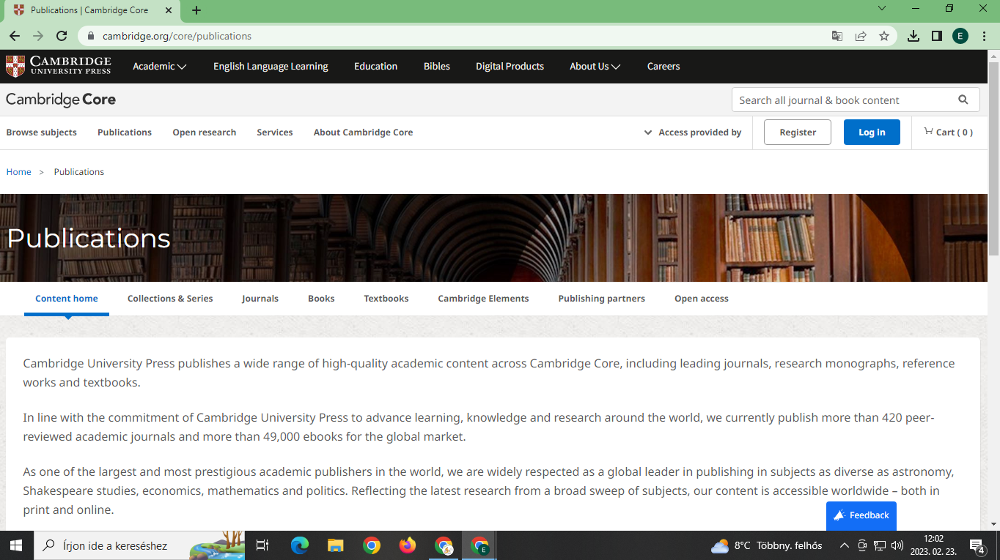 Publications | Cambridge Core
cambridge.org/core/publications
E
CAMBRIDGE
UNIVERSITY PRESS
Academic
English Language Learning
Education
Bibles
Digital Products
About Us
Careers
Cambridge Core
Search all journal & book content
Browse subjects
Publications
Open research
Services
About Cambridge Core
Access provided by
Register
Log In
Cart ( 0 )
Home > Publications
Publications
Content home
Collections & Series
Journals
Books
Textbooks
Cambridge Elements
Publishing partners
Open access
Cambridge University Press publishes a wide range of high-quality academic content across Cambridge Core, including leading journals, research monographs, reference
works and textbooks.
In line with the commitment of Cambridge University Press to advance learning, knowledge and research around the world, we currently publish more than 420 peer-
reviewed academic journals and more than 49,000 ebooks for the global market.
As one of the largest and most prestigious academic publishers in the world, we are widely respected as a global leader in publishing in subjects as diverse as astronomy,
Shakespeare studies, economics, mathematics and politics. Reflecting the latest research from a broad sweep of subjects, our content is accessible worldwide – both in
print and online.
Feedback
Írjon ide a kereséshez
E
8°C Többny. felhős
12:02
2023. 02. 23.
4